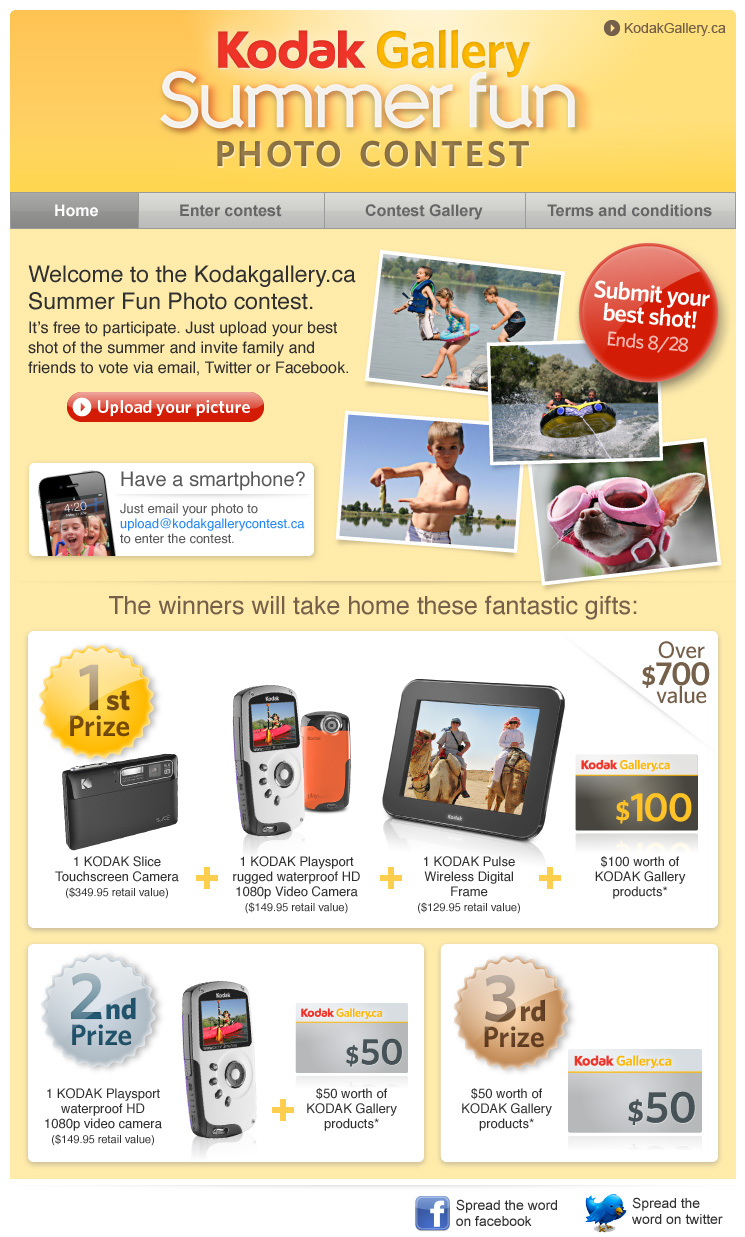 KodakGallery.ca
Kodak Gallery
Summer fun
PHOTO CONTEST
Home
Enter contest
Contest Gallery
Terms and conditions
Welcome to the Kodakgallery.ca
Summer Fun Photo contest.
It's free to participate. Just upload your best
shot of the summer and invite family and
friends to vote via email, Twitter or Facebook.
Upload your picture
Submit your
best shot!
Ends 8/28
4:20
Have a smartphone?
Just email your photo to
upload@kodakgallerycontest.ca
to enter the contest.
The winners will take home these fantastic gifts:
1st
Prize
Over
$700
value
Kodak
Kodak
Kodak Gallery.ca
$100
K
SLICE
1 KODAK Slice
Touchscreen Camera
($349.95 retail value)
1 KODAK Playsport
rugged waterproof HD
1080p Video Camera
($149.95 retail value)
1 KODAK Pulse
Wireless Digital
Frame
($129.95 retail value)
$100 worth of
KODAK Gallery
products*
2nd
Prize
Kodak
Kodak Gallery.ca
$50
1 KODAK Playsport
waterproof HD
1080p video camera
($149.95 retail value)
$50 worth of
KODAK Gallery
products*
3rd
Prize
$50 worth of
KODAK Gallery
products*
Kodak Gallery.ca
$50
Spread the word
on facebook
Spread the
word on twitter